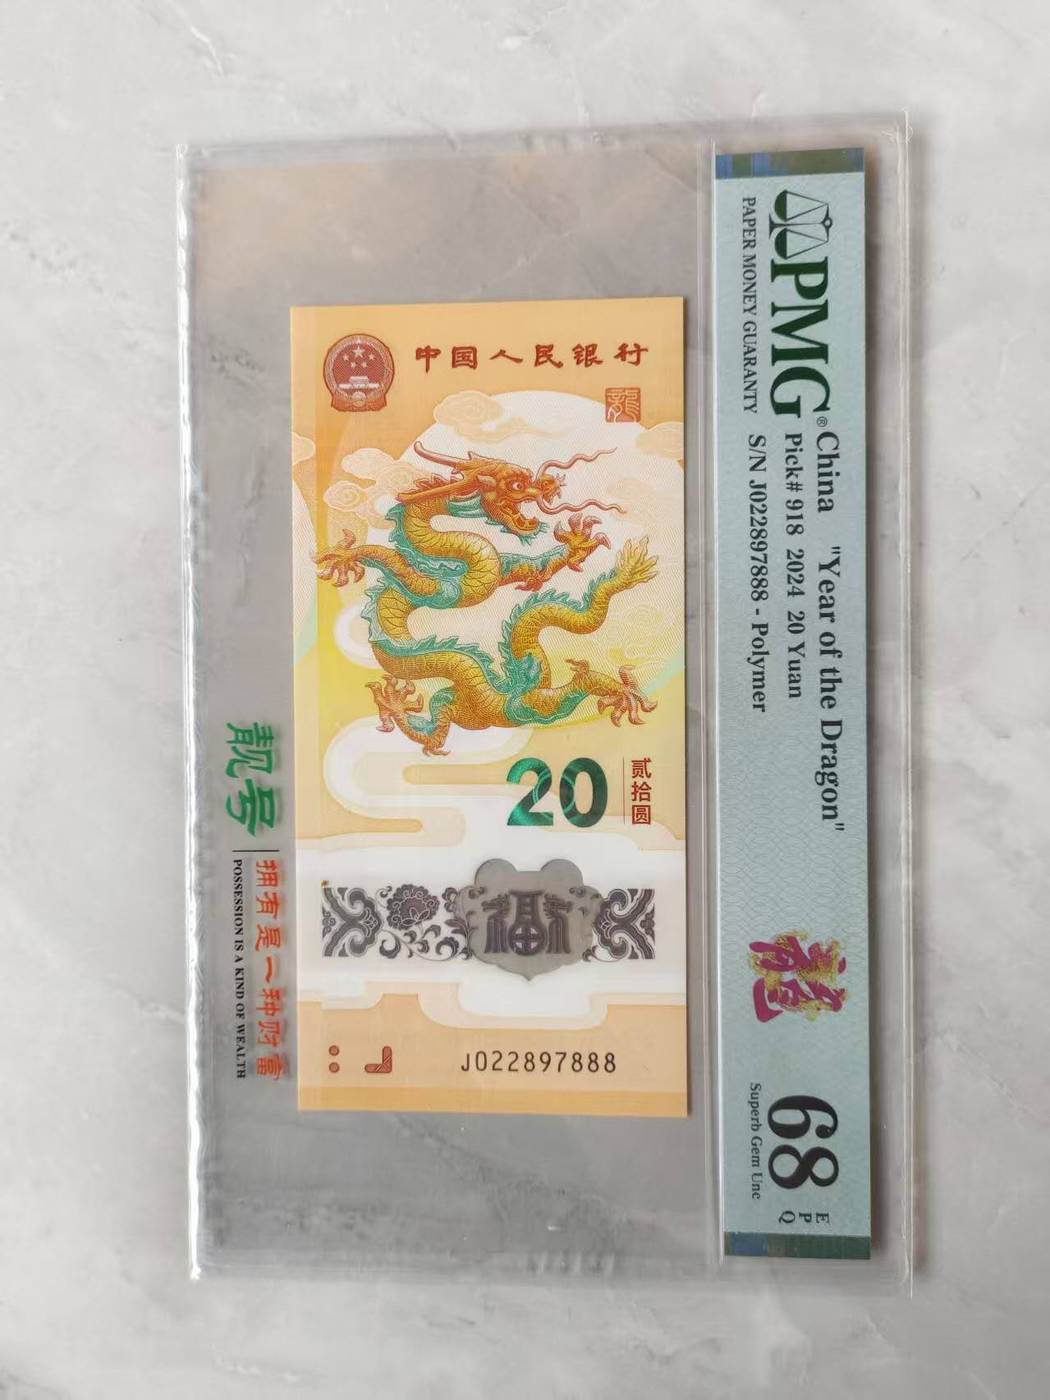 中国人民银行
龍
20
贰拾圆
福
J022897888
靓号
拥有是一种财富
POSSESSION IS A KIND OF WEALTH
PMG®
PAPER MONEY GUARANTY
China "Year of the Dragon"
Pick# 918 2024 20 Yuan
S/N J022897888 - Polymer
68
EPQ
Superb Gem Unc